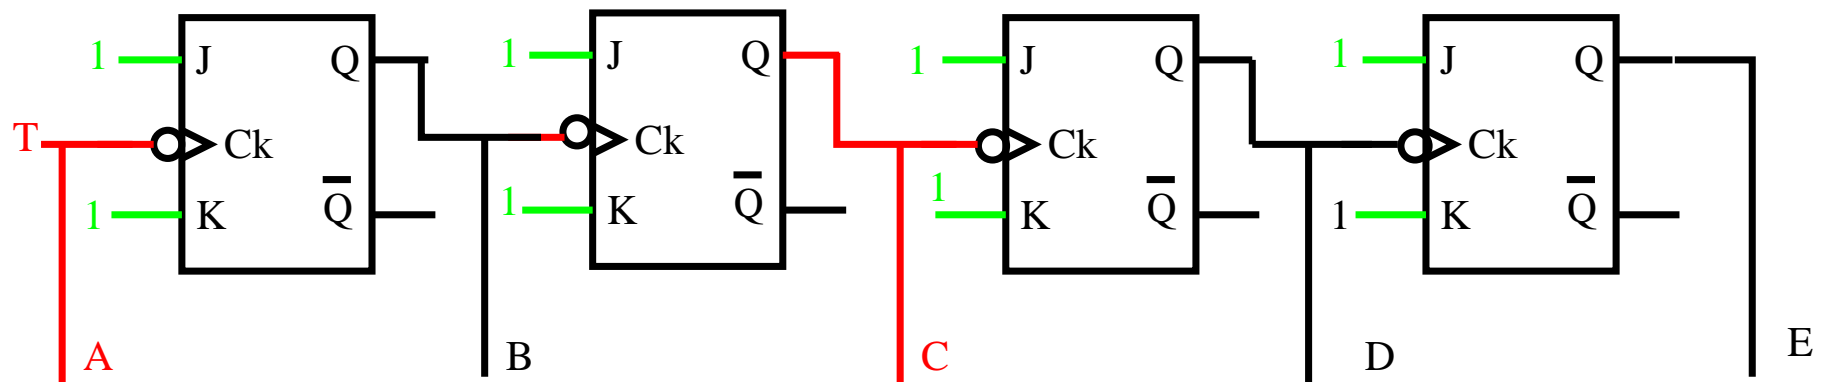 1 J Q 1 J Q 1 J Q 1 J Q
T Ck Ck Ck Ck
1 K Q̅ 1 K Q̅ 1 K Q̅ 1 K Q̅
A B C D E